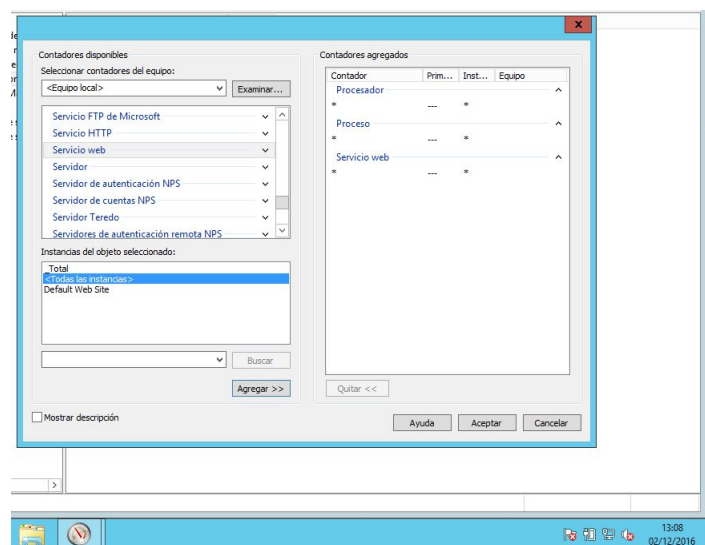 Contadores disponibles
Seleccionar contadores del equipo:
<Equipo local>
Examinar...
Servicio FTP de Microsoft
Servicio HTTP
Servicio web
Servidor
Servidor de autenticación NPS
Servidor de cuentas NPS
Servidor Teredo
Servidores de autenticación remota NPS
Instancias del objeto seleccionado:
_Total
<Todas las instancias>
Default Web Site
Buscar
Agregar >>
Mostrar descripción
Contadores agregados
Contador Prim... Inst... Equipo
Procesador
* --- *
Proceso
* --- *
Servicio web
* --- *
Quitar <<
Ayuda Aceptar Cancelar
13:08
02/12/2016